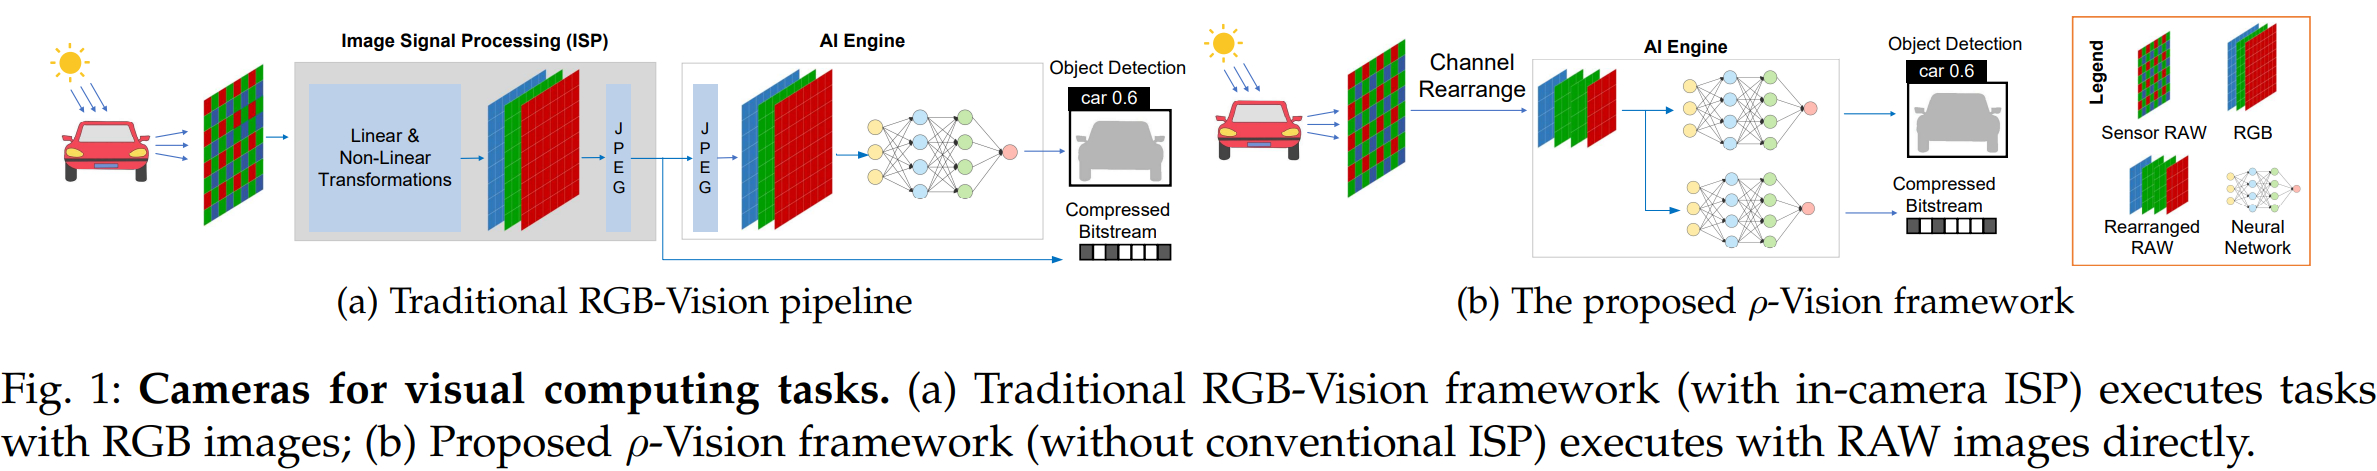 Image Signal Processing (ISP)
Linear &
Non-Linear
Transformations
J
P
E
G
AI Engine
J
P
E
G
Object Detection
car 0.6
Compressed
Bitstream
(a) Traditional RGB-Vision pipeline
Channel
Rearrange
AI Engine
Object Detection
car 0.6
Compressed
Bitstream
Legend
Sensor RAW
RGB
Rearranged
RAW
Neural
Network
(b) The proposed ρ-Vision framework
Fig. 1: Cameras for visual computing tasks. (a) Traditional RGB-Vision framework (with in-camera ISP) executes tasks
with RGB images; (b) Proposed ρ-Vision framework (without conventional ISP) executes with RAW images directly.